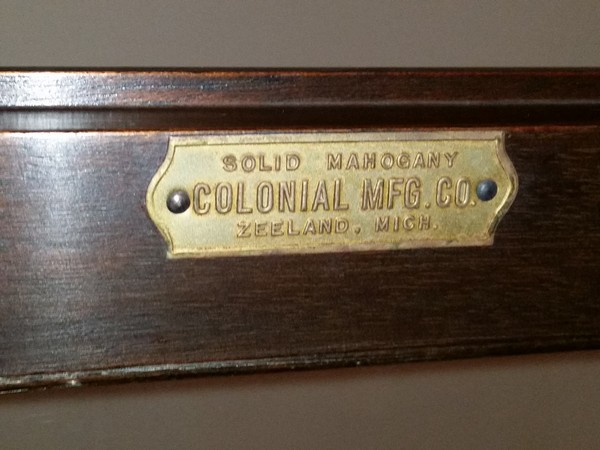 SOLID MAHOGANY
COLONIAL MFG. CO.
ZEELAND, MICH.